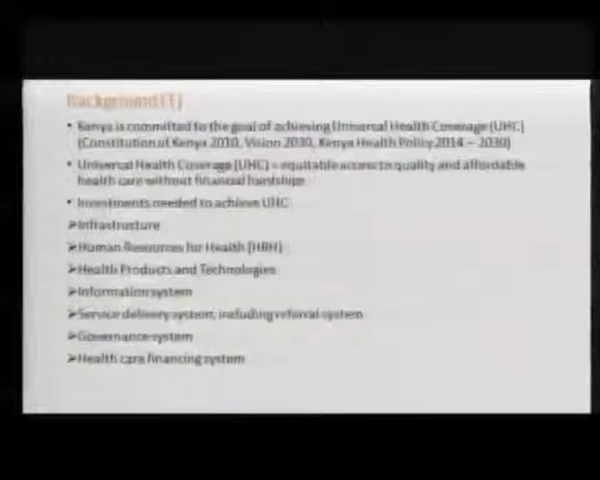 Background (1)
• Kenya is committed to the goal of achieving Universal Health Coverage (UHC)
(Constitution of Kenya 2010, Vision 2030, Kenya Health Policy 2014 – 2030)
• Universal Health Coverage (UHC) – equitable access to quality and affordable
health care without financial hardships
• Investments needed to achieve UHC
➢Infrastructure
➢Human Resources for Health (HRH)
➢Health Products and Technologies
➢Information system
➢Service delivery system, including referral system
➢Governance system
➢Health care financing system